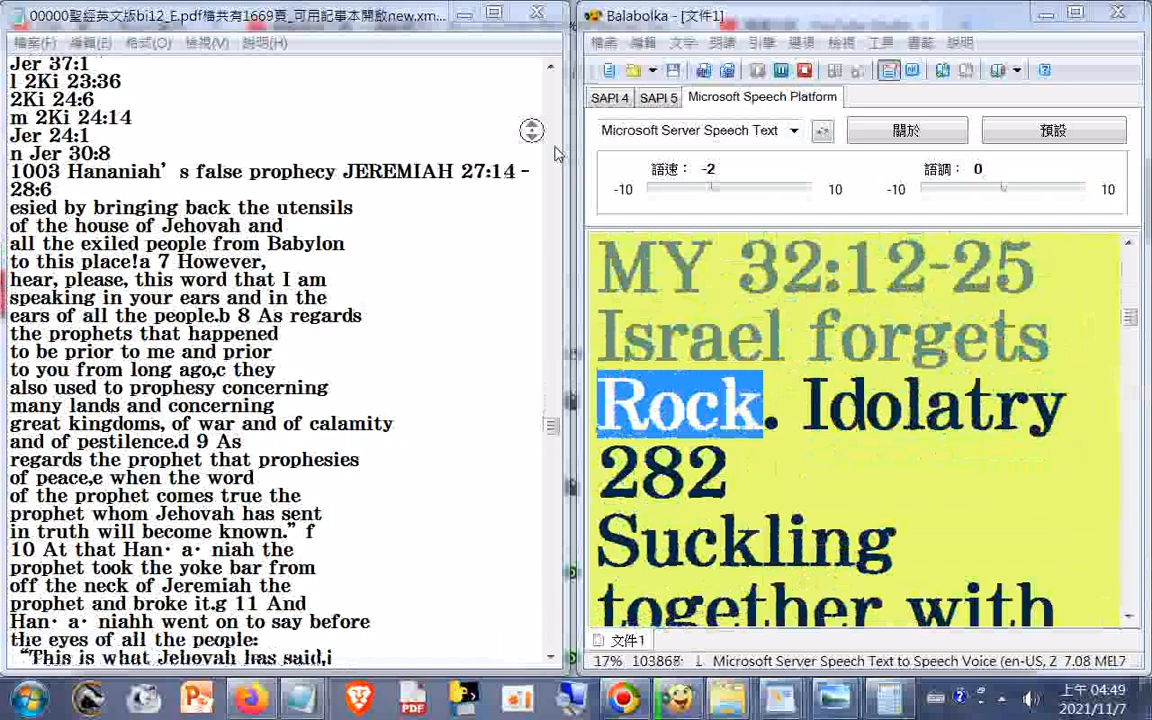 00000聖經英文版bi12_E.pdf檔共有1669頁_可用記事本開啟new.xm...
檔案(F) 編輯(E) 格式(O) 檢視(V) 說明(H)
Jer 37:1
l 2Ki 23:36
2Ki 24:6
m 2Ki 24:14
Jer 24:1
n Jer 30:8
1003 Hananiah’s false prophecy JEREMIAH 27:14 -
28:6
esied by bringing back the utensils
of the house of Jehovah and
all the exiled people from Babylon
to this place!a 7 However,
hear, please, this word that I am
speaking in your ears and in the
ears of all the people.b 8 As regards
the prophets that happened
to be prior to me and prior
to you from long ago,c they
also used to prophesy concerning
many lands and concerning
great kingdoms, of war and of calamity
and of pestilence.d 9 As
regards the prophet that prophesies
of peace,e when the word
of the prophet comes true the
prophet whom Jehovah has sent
in truth will become known.” f
10 At that Han·a·niah the
prophet took the yoke bar from
off the neck of Jeremiah the
prophet and broke it.g 11 And
Han·a·niahh went on to say before
the eyes of all the people:
“This is what Jehovah has said,i
Balabolka - [文件1]
檔案 編輯 文字 朗讀 引擎 選項 檢視 工具 書籤 說明
SAPI 4 SAPI 5 Microsoft Speech Platform
Microsoft Server Speech Text 關於 預設
語速: -2 語調: 0
-10 10 -10 10
MY 32:12-25
Israel forgets
Rock. Idolatry
282
Suckling
together with
文件1
17% 103868: L Microsoft Server Speech Text to Speech Voice (en-US, Z 7.08 MEL7
PDF
上午 04:49
2021/11/7